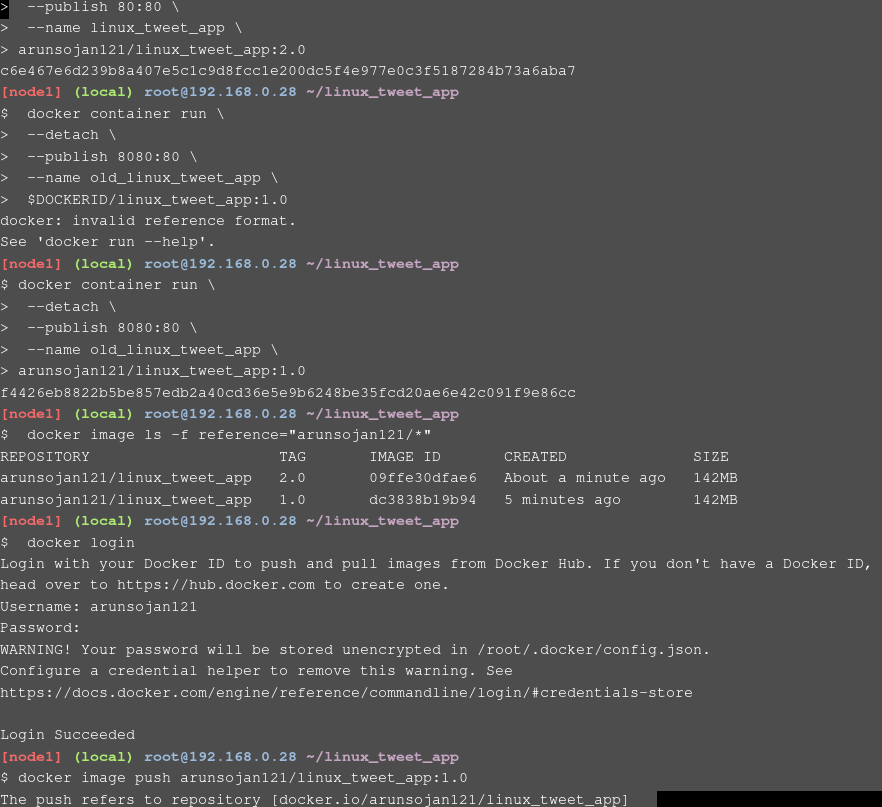 >  --publish 80:80 \
>  --name linux_tweet_app \
> arunsojan121/linux_tweet_app:2.0
c6e467e6d239b8a407e5c1c9d8fcc1e200dc5f4e977e0c3f5187284b73a6aba7
[node1] (local) root@192.168.0.28 ~/linux_tweet_app
$  docker container run \
>  --detach \
>  --publish 8080:80 \
>  --name old_linux_tweet_app \
>  $DOCKERID/linux_tweet_app:1.0
docker: invalid reference format.
See 'docker run --help'.
[node1] (local) root@192.168.0.28 ~/linux_tweet_app
$ docker container run \
>  --detach \
>  --publish 8080:80 \
>  --name old_linux_tweet_app \
> arunsojan121/linux_tweet_app:1.0
f4426eb8822b5be857edb2a40cd36e5e9b6248be35fcd20ae6e42c091f9e86cc
[node1] (local) root@192.168.0.28 ~/linux_tweet_app
$  docker image ls -f reference="arunsojan121/*"
REPOSITORY                     TAG       IMAGE ID       CREATED              SIZE
arunsojan121/linux_tweet_app   2.0       09ffe30dfae6   About a minute ago   142MB
arunsojan121/linux_tweet_app   1.0       dc3838b19b94   5 minutes ago        142MB
[node1] (local) root@192.168.0.28 ~/linux_tweet_app
$  docker login
Login with your Docker ID to push and pull images from Docker Hub. If you don't have a Docker ID,
head over to https://hub.docker.com to create one.
Username: arunsojan121
Password:
WARNING! Your password will be stored unencrypted in /root/.docker/config.json.
Configure a credential helper to remove this warning. See
https://docs.docker.com/engine/reference/commandline/login/#credentials-store

Login Succeeded
[node1] (local) root@192.168.0.28 ~/linux_tweet_app
$ docker image push arunsojan121/linux_tweet_app:1.0
The push refers to repository [docker.io/arunsojan121/linux_tweet_app]